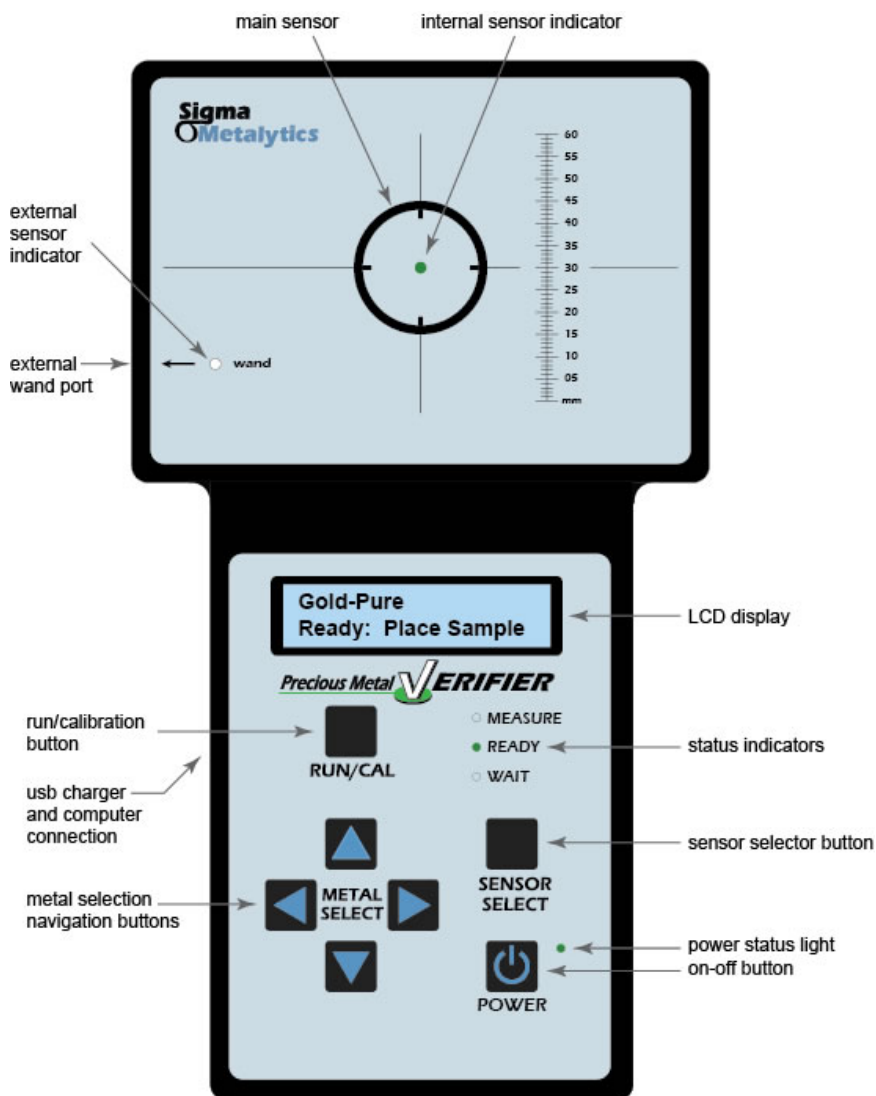 main sensor
internal sensor indicator
Sigma
Metalytics
60
55
50
45
40
35
30
25
20
15
10
05
mm
external
sensor
indicator
external
wand port
wand
Gold-Pure
Ready: Place Sample
LCD display
Precious Metal VERIFIER
run/calibration
button
RUN/CAL
MEASURE
READY
WAIT
status indicators
usb charger
and computer
connection
sensor selector button
SENSOR
SELECT
metal selection
navigation buttons
METAL
SELECT
power status light
on-off button
POWER